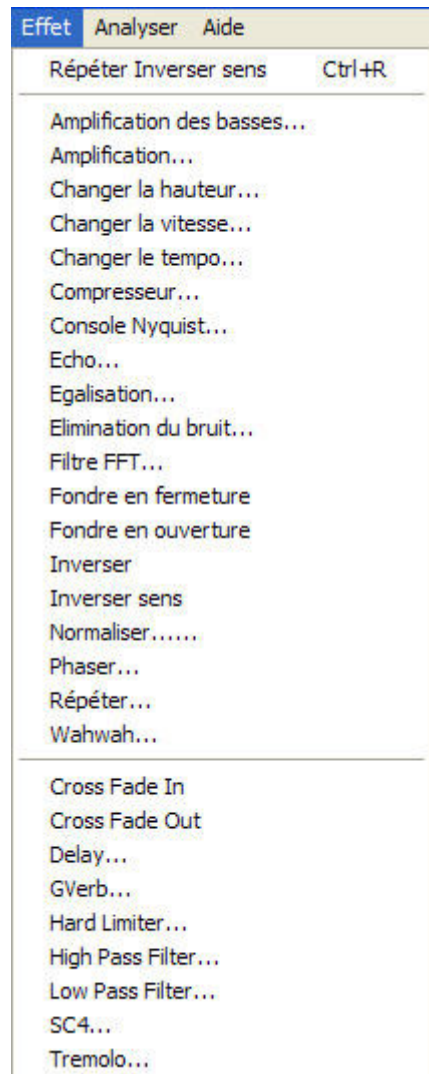 Effet Analyser Aide
Répéter Inverser sens Ctrl+R
Amplification des basses...
Amplification...
Changer la hauteur...
Changer la vitesse...
Changer le tempo...
Compresseur...
Console Nyquist...
Echo...
Egalisation...
Elimination du bruit...
Filtre FFT...
Fondre en fermeture
Fondre en ouverture
Inverser
Inverser sens
Normaliser......
Phaser...
Répéter...
Wahwah...
Cross Fade In
Cross Fade Out
Delay...
GVerb...
Hard Limiter...
High Pass Filter...
Low Pass Filter...
SC4...
Tremolo...